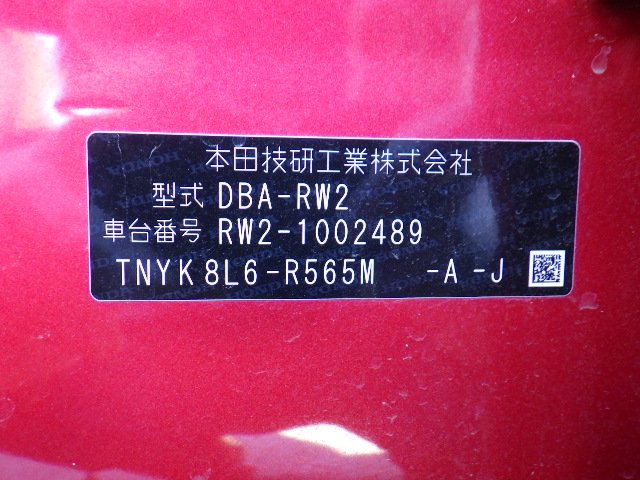 本田技研工業株式会社
型式 DBA-RW2
車台番号 RW2-1002489
TNYK8L6-R565M -A-J